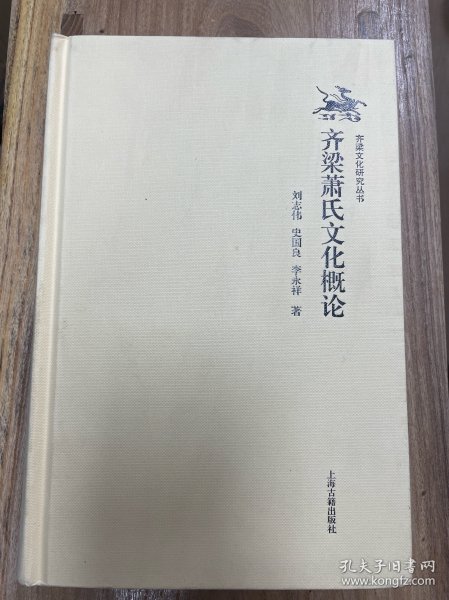 齐梁文化研究丛书
齐梁萧氏文化概论
刘志伟 史国良 李永祥 著
上海古籍出版社
孔夫子旧书网
www.kongfz.com